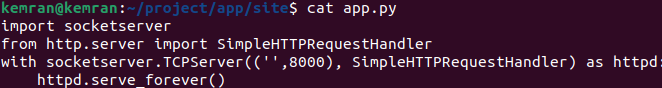 kemran@kemran:~/project/app/site$ cat app.py
import socketserver
from http.server import SimpleHTTPRequestHandler
with socketserver.TCPServer(('',8000), SimpleHTTPRequestHandler) as httpd:
    httpd.serve_forever()